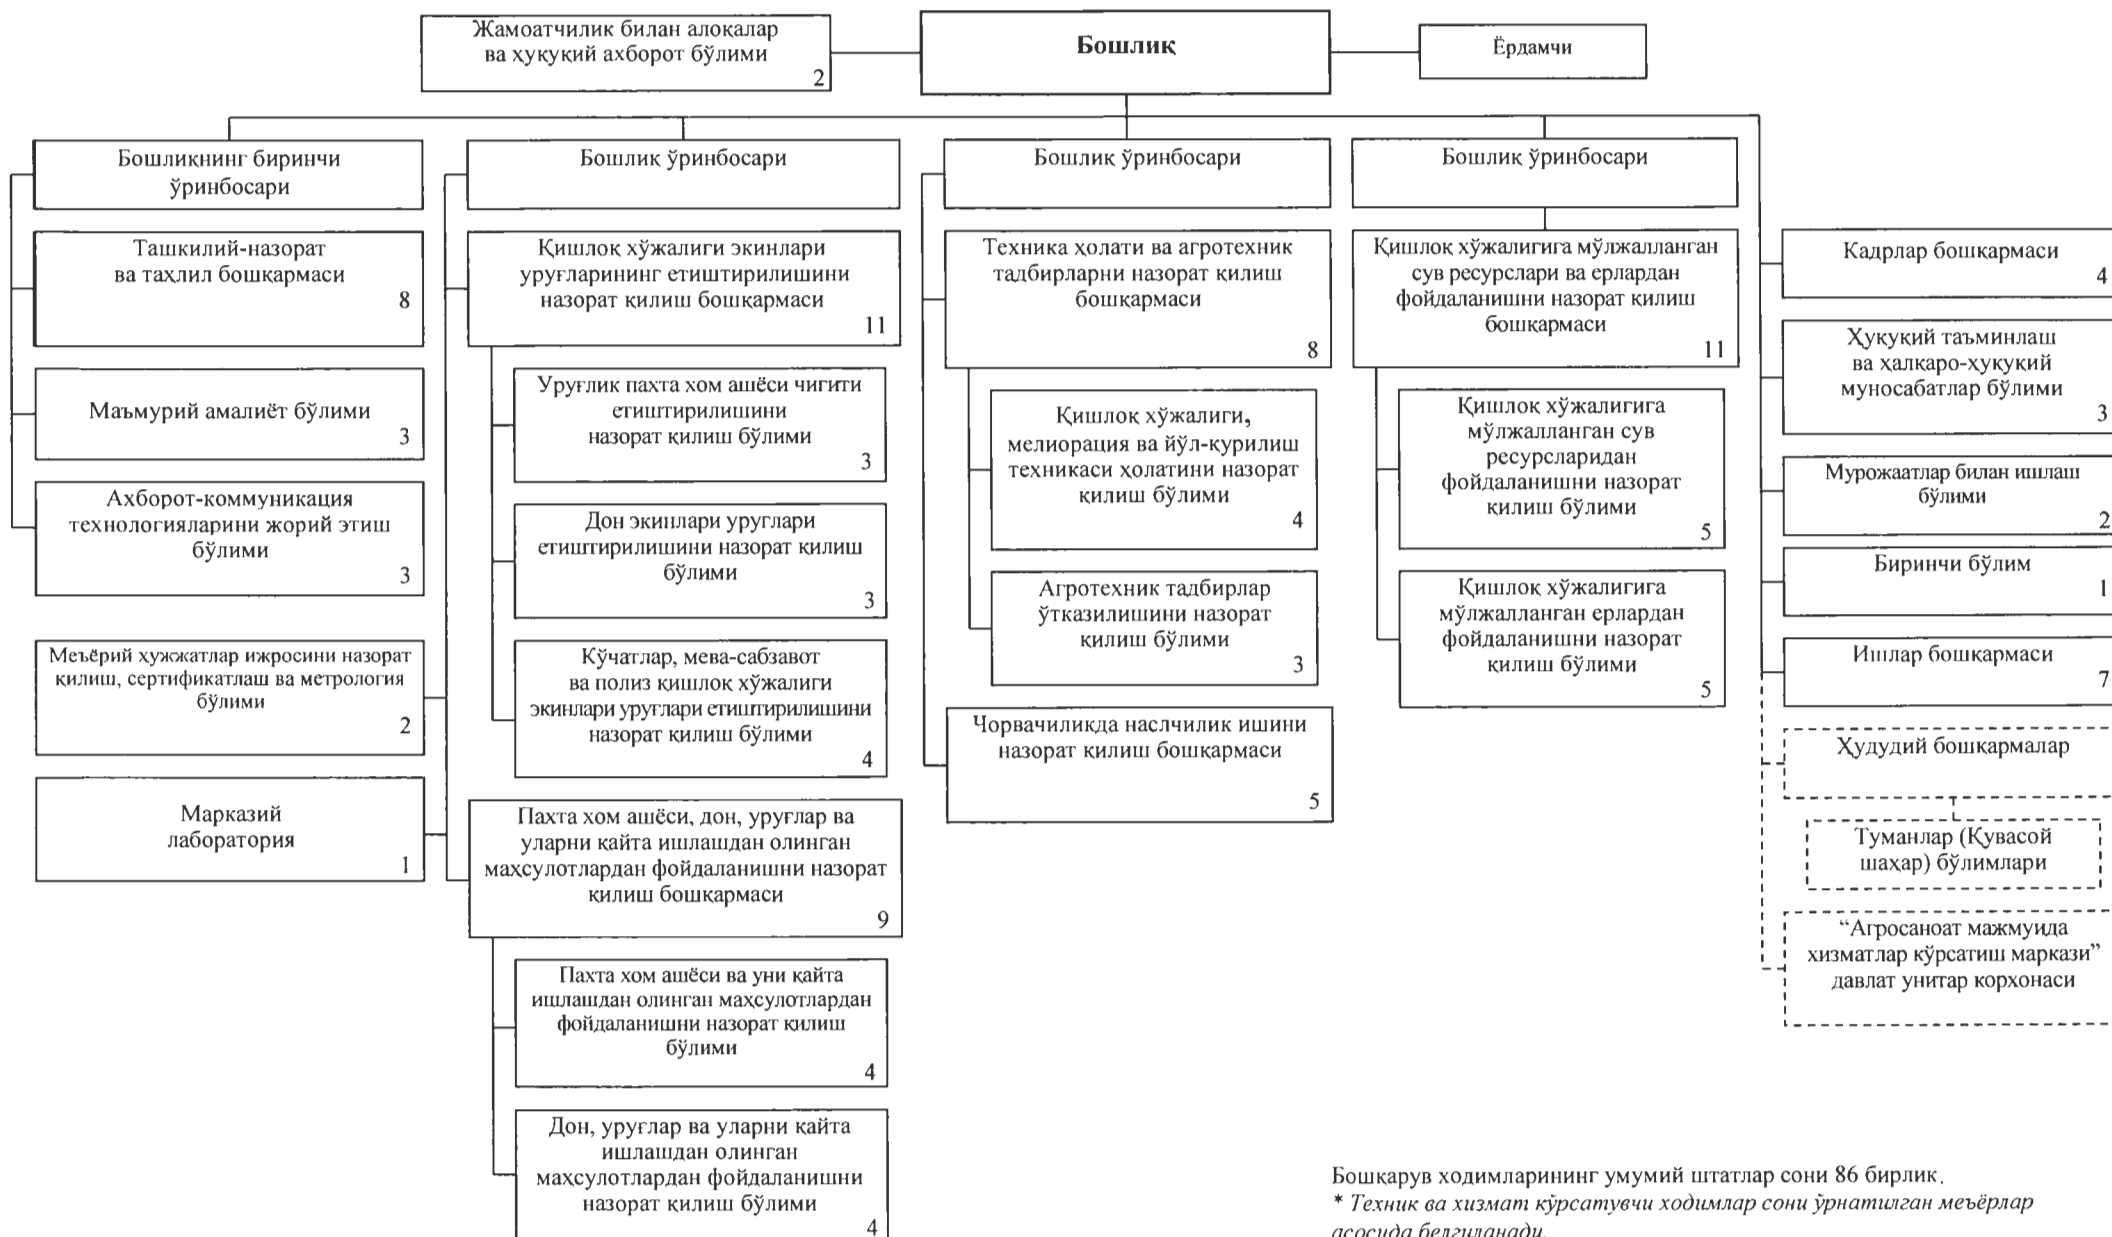 Жамоатчилик билан алоқалар
ва ҳуқуқий ахборот бўлими
2
Бошлиқ
Ёрдамчи
Бошлиқнинг биринчи
ўринбосари
Ташкилий-назорат
ва таҳлил бошқармаси
8
Маъмурий амалиёт бўлими
3
Ахборот-коммуникация
технологияларини жорий этиш
бўлими
3
Меъёрий ҳужжатлар ижросини назорат
қилиш, сертификатлаш ва метрология
бўлими
2
Марказий
лаборатория
1
Бошлиқ ўринбосари
Қишлоқ хўжалиги экинлари
уруғларининг етиштирилишини
назорат қилиш бошқармаси
11
Уруғлик пахта хом ашёси чигити
етиштирилишини
назорат қилиш бўлими
3
Дон экинлари уруғлари
етиштирилишини назорат қилиш
бўлими
3
Кўчатлар, мева-сабзавот
ва полиз қишлоқ хўжалиги
экинлари уруғлари етиштирилишини
назорат қилиш бўлими
4
Пахта хом ашёси, дон, уруғлар ва
уларни қайта ишлашдан олинган
маҳсулотлардан фойдаланишни назорат
қилиш бошқармаси
9
Пахта хом ашёси ва уни қайта
ишлашдан олинган маҳсулотлардан
фойдаланишни назорат қилиш
бўлими
4
Дон, уруғлар ва уларни қайта
ишлашдан олинган
маҳсулотлардан фойдаланишни
назорат қилиш бўлими
4
Бошлиқ ўринбосари
Техника ҳолати ва агротехник
тадбирларни назорат қилиш
бошқармаси
8
Қишлоқ хўжалиги,
мелиорация ва йўл-қурилиш
техникаси ҳолатини назорат
қилиш бўлими
4
Агротехник тадбирлар
ўтказилишини назорат
қилиш бўлими
3
Чорвачиликда наслчилик ишини
назорат қилиш бошқармаси
5
Бошлиқ ўринбосари
Қишлоқ хўжалигига мўлжалланган
сув ресурслари ва ерлардан
фойдаланишни назорат қилиш
бошқармаси
11
Қишлоқ хўжалигига
мўлжалланган сув
ресурсларидан
фойдаланишни назорат
қилиш бўлими
5
Қишлоқ хўжалигига
мўлжалланган ерлардан
фойдаланишни назорат
қилиш бўлими
5
Кадрлар бошқармаси
4
Ҳуқуқий таъминлаш
ва ҳалқаро-ҳуқуқий
муносабатлар бўлими
3
Мурожаатлар билан ишлаш
бўлими
2
Биринчи бўлим
1
Ишлар бошқармаси
7
Ҳудудий бошқармалар
Туманлар (Қувасой
шаҳар) бўлимлари
“Агросаноат мажмуида
хизматлар кўрсатиш маркази”
давлат унитар корхонаси
Бошқарув ходимларининг умумий штатлар сони 86 бирлик.
* Техник ва хизмат кўрсатувчи ходимлар сони ўрнатилган меъёрлар
асосида белгиланади.